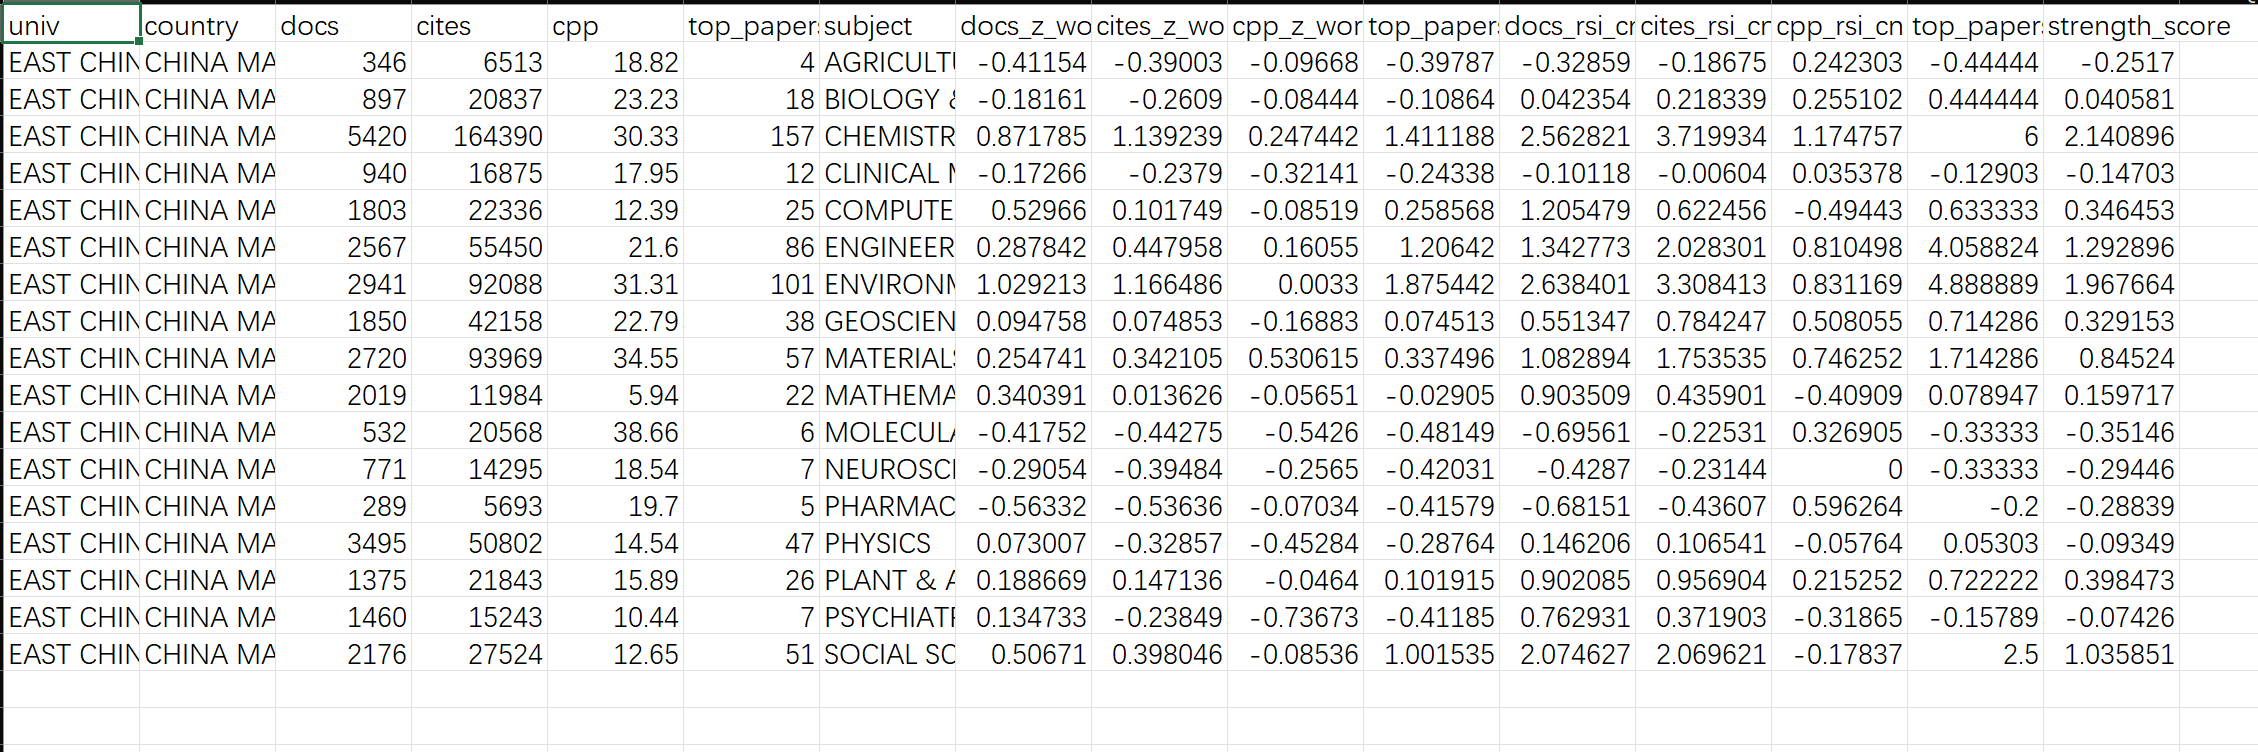 univ country docs cites cpp top_papers subject docs_z_wo cites_z_wo cpp_z_wor top_papers docs_rsi_cn cites_rsi_cn cpp_rsi_cn top_papers strength_score
EAST CHIN CHINA MA 346 6513 18.82 4 AGRICULTU -0.41154 -0.39003 -0.09668 -0.39787 -0.32859 -0.18675 0.242303 -0.44444 -0.2517
EAST CHIN CHINA MA 897 20837 23.23 18 BIOLOGY & -0.18161 -0.2609 -0.08444 -0.10864 0.042354 0.218339 0.255102 0.444444 0.040581
EAST CHIN CHINA MA 5420 164390 30.33 157 CHEMISTR 0.871785 1.139239 0.247442 1.411188 2.562821 3.719934 1.174757 6 2.140896
EAST CHIN CHINA MA 940 16875 17.95 12 CLINICAL M -0.17266 -0.2379 -0.32141 -0.24338 -0.10118 -0.00604 0.035378 -0.12903 -0.14703
EAST CHIN CHINA MA 1803 22336 12.39 25 COMPUTE 0.52966 0.101749 -0.08519 0.258568 1.205479 0.622456 -0.49443 0.633333 0.346453
EAST CHIN CHINA MA 2567 55450 21.6 86 ENGINEER 0.287842 0.447958 0.16055 1.20642 1.342773 2.028301 0.810498 4.058824 1.292896
EAST CHIN CHINA MA 2941 92088 31.31 101 ENVIRONM 1.029213 1.166486 0.0033 1.875442 2.638401 3.308413 0.831169 4.888889 1.967664
EAST CHIN CHINA MA 1850 42158 22.79 38 GEOSCIEN 0.094758 0.074853 -0.16883 0.074513 0.551347 0.784247 0.508055 0.714286 0.329153
EAST CHIN CHINA MA 2720 93969 34.55 57 MATERIALS 0.254741 0.342105 0.530615 0.337496 1.082894 1.753535 0.746252 1.714286 0.84524
EAST CHIN CHINA MA 2019 11984 5.94 22 MATHEMA 0.340391 0.013626 -0.05651 -0.02905 0.903509 0.435901 -0.40909 0.078947 0.159717
EAST CHIN CHINA MA 532 20568 38.66 6 MOLECULA -0.41752 -0.44275 -0.5426 -0.48149 -0.69561 -0.22531 0.326905 -0.33333 -0.35146
EAST CHIN CHINA MA 771 14295 18.54 7 NEUROSCI -0.29054 -0.39484 -0.2565 -0.42031 -0.4287 -0.23144 0 -0.33333 -0.29446
EAST CHIN CHINA MA 289 5693 19.7 5 PHARMAC -0.56332 -0.53636 -0.07034 -0.41579 -0.68151 -0.43607 0.596264 -0.2 -0.28839
EAST CHIN CHINA MA 3495 50802 14.54 47 PHYSICS 0.073007 -0.32857 -0.45284 -0.28764 0.146206 0.106541 -0.05764 0.05303 -0.09349
EAST CHIN CHINA MA 1375 21843 15.89 26 PLANT & A 0.188669 0.147136 -0.0464 0.101915 0.902085 0.956904 0.215252 0.722222 0.398473
EAST CHIN CHINA MA 1460 15243 10.44 7 PSYCHIATR 0.134733 -0.23849 -0.73673 -0.41185 0.762931 0.371903 -0.31865 -0.15789 -0.07426
EAST CHIN CHINA MA 2176 27524 12.65 51 SOCIAL SC 0.50671 0.398046 -0.08536 1.001535 2.074627 2.069621 -0.17837 2.5 1.035851